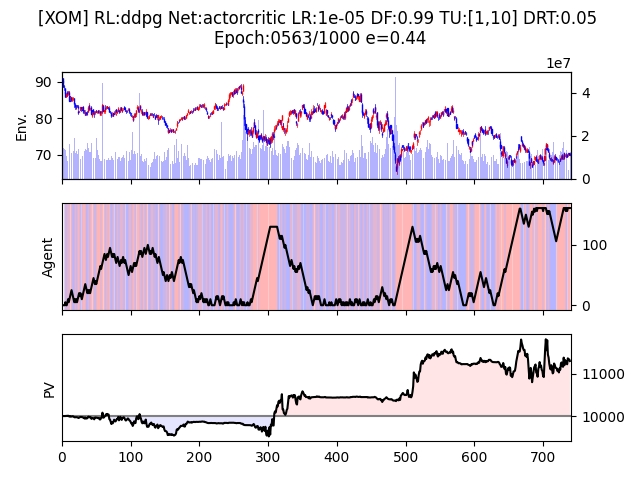 [XOM] RL:ddpg Net:actorcritic LR:1e-05 DF:0.99 TU:[1,10] DRT:0.05
Epoch:0563/1000 e=0.44
1e7
90
80
70
Env.
4
2
0
Agent
100
0
PV
11000
10000
0 100 200 300 400 500 600 700